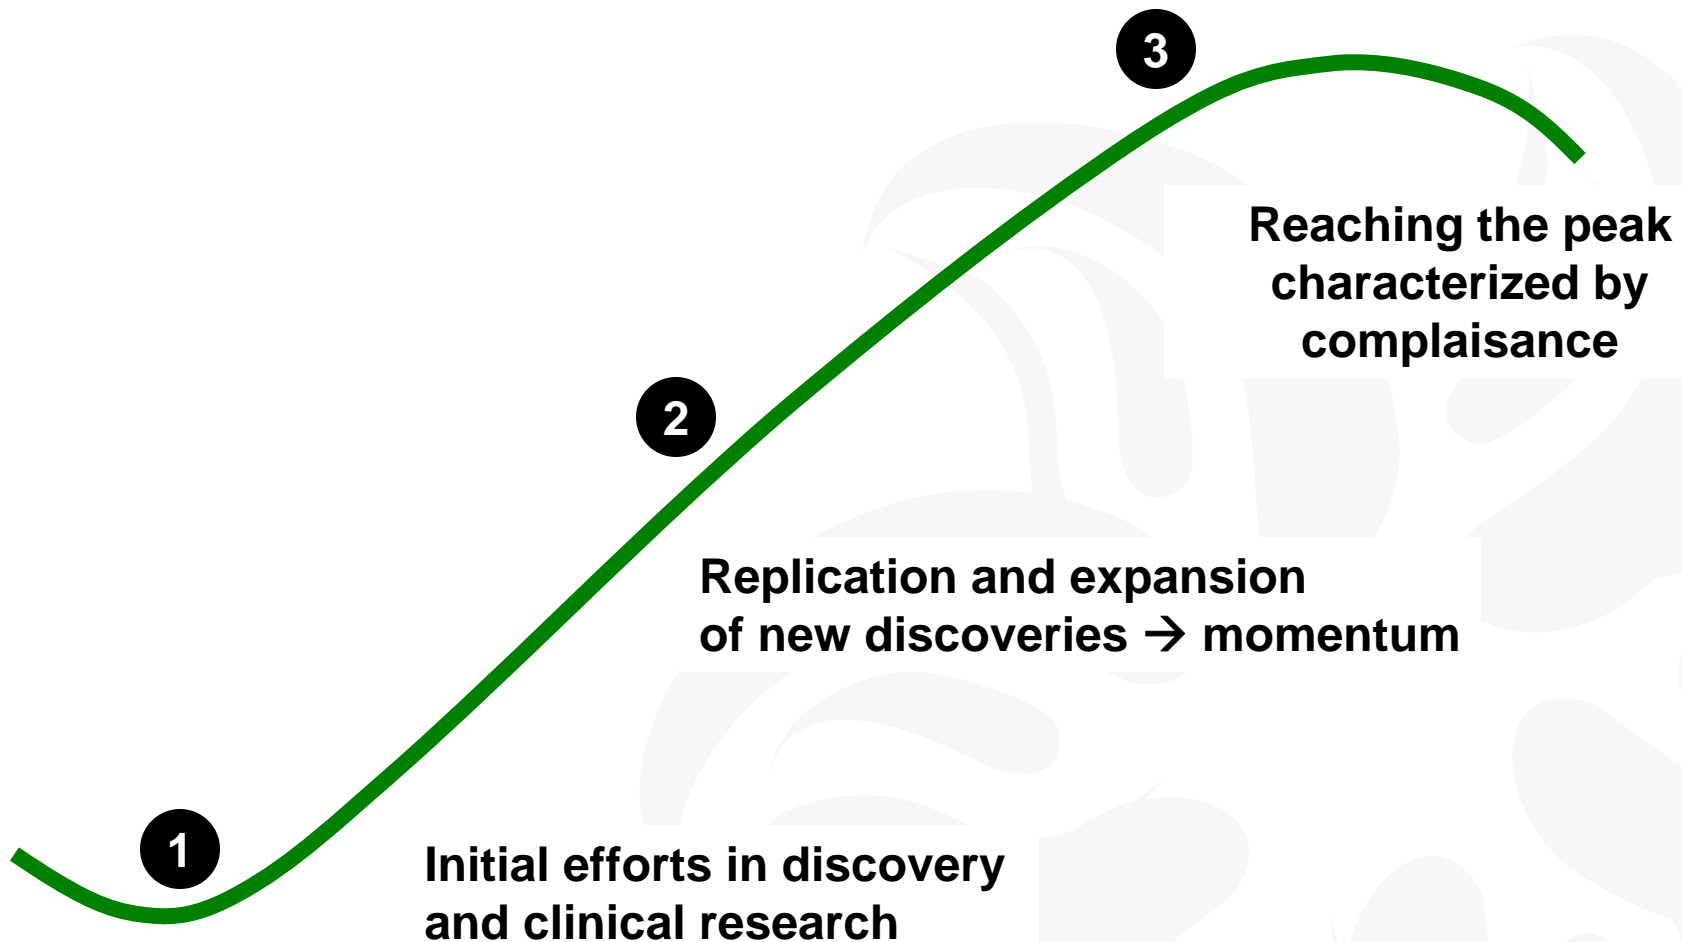 3
Reaching the peak
characterized by
complaisance
2
Replication and expansion
of new discoveries → momentum
1
Initial efforts in discovery
and clinical research